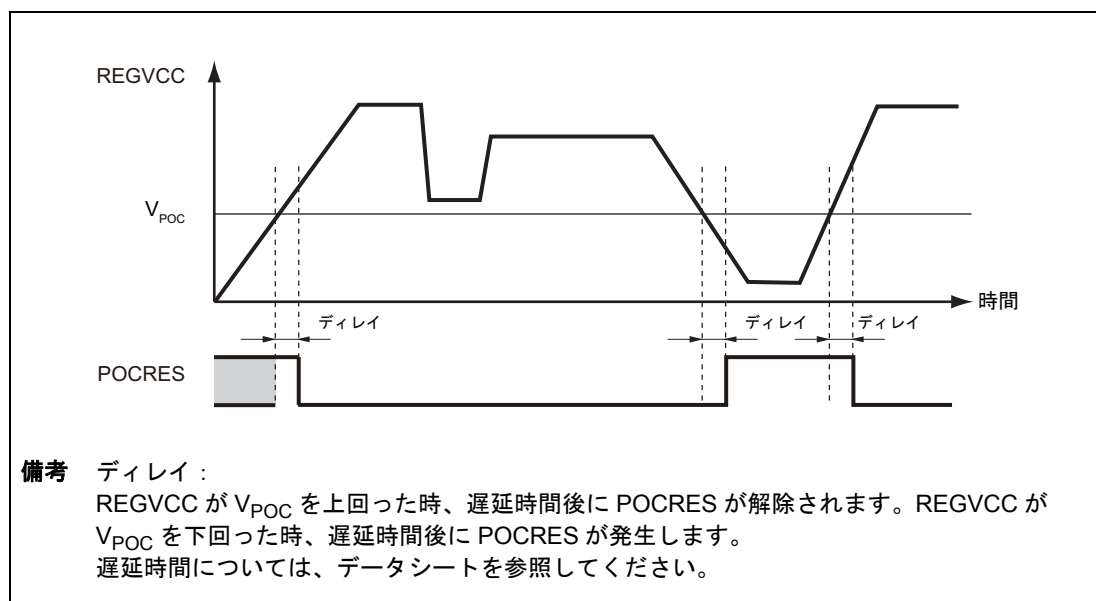 REGVCC
VPOC
時間
ディレイ ディレイ ディレイ
POCRES
備考 ディレイ：
REGVCC が VPOC を上回った時、遅延時間後に POCRES が解除されます。REGVCC が
VPOC を下回った時、遅延時間後に POCRES が発生します。
遅延時間については、データシートを参照してください。